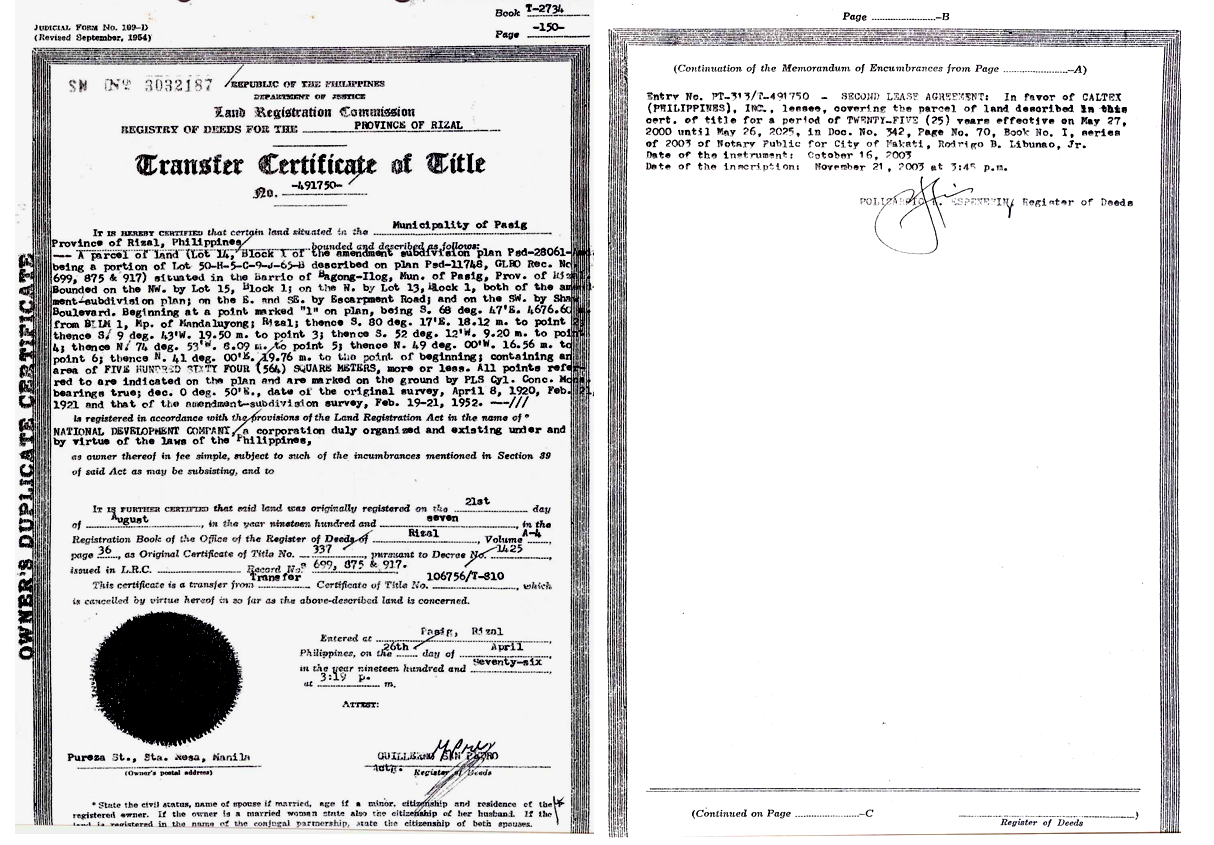 JUDICIAL FORM No. 109-D
(Revised September, 1954)
Book T-2734
Page -150-
OWNER'S DUPLICATE CERTIFICATE
SN No 3032187
REPUBLIC OF THE PHILIPPINES
DEPARTMENT OF JUSTICE
Land Registration Commission
REGISTRY OF DEEDS FOR THE PROVINCE OF RIZAL
Transfer Certificate of Title
No. -491750-
IT IS HEREBY CERTIFIED that certain land situated in the Municipality of Pasig
Province of Rizal, Philippines bounded and described as follows:
--- A parcel of land (Lot 14, Block 1 of the amendment subdivision plan Psd-28061-
being a portion of Lot 50-H-5-C-9-J-65-B described on plan Psd-11748, GLRO Rec. No
699, 875 & 917) situated in the Barrio of Bagong-Ilog, Mun. of Pasig, Prov. of
Bounded on the NW. by Lot 15, Block 1; on the N. by Lot 13, Block 1, both of the
ment-subdivision plan; on the E. and SE. by Escarpment Road; and on the SW. by Shaw
Boulevard. Beginning at a point marked "1" on plan, being S. 68 deg. 47'E. 4676.60
from BLLM 1, Mp. of Mandaluyong; Rizal; thence S. 80 deg. 17'E. 18.12 m. to point 2
thence S. 9 deg. 43'W. 19.50 m. to point 3; thence S. 52 deg. 12'W. 9.20 m. to point
4; thence N. 74 deg. 53'W. 8.09 m. to point 5; thence N. 49 deg. 00'W. 16.56 m. to
point 6; thence N. 41 deg. 00'E. 19.76 m. to the point of beginning; containing an
area of FIVE HUNDRED SIXTY FOUR (564) SQUARE METERS, more or less. All points refer-
red to are indicated on the plan and are marked on the ground by PLS Cyl. Conc.
bearings true; dec. 0 deg. 50'E., date of the original survey, April 8, 1920, Feb.
1921 and that of the amendment-subdivision survey, Feb. 19-21, 1952. ---///
is registered in accordance with the provisions of the Land Registration Act in the name of *
NATIONAL DEVELOPMENT COMPANY, a corporation duly organized and existing under and
by virtue of the laws of the Philippines,
as owner thereof in fee simple, subject to such of the incumbrances mentioned in Section 39
of said Act as may be subsisting, and to
IT IS FURTHER CERTIFIED that said land was originally registered on the 21st day
of August, in the year nineteen hundred and seven, in the
Registration Book of the Office of the Register of Deeds of Rizal, Volume A-4
page 36, as Original Certificate of Title No. 337, pursuant to Decree No. 1425
issued in L.R.C. Record No. 699, 875 & 917.
This certificate is a transfer from Transfer Certificate of Title No. 106756/T-810, which
is cancelled by virtue hereof in so far as the above-described land is concerned.
Entered at Pasig, Rizal
Philippines, on the 26th day of April
in the year nineteen hundred and Seventy-six
at 3:19 p. m.
ATTEST:
Pureza St., Sta. Mesa, Manila
(Owner's postal address)
GUILLERMO SAN PEDRO
Actg. Register of Deeds
* State the civil status, name of spouse if married, age if a minor, citizenship and residence of the
registered owner. If the owner is a married woman state also the citizenship of her husband. If the
land is registered in the name of the conjugal partnership, state the citizenship of both spouses.
Page -B
(Continuation of the Memorandum of Encumbrances from Page -A)
Entry No. PT-313/T-491750 - SECOND LEASE AGREEMENT: In favor of CALTEX
(PHILIPPINES), INC., lessee, covering the parcel of land described in this
cert. of title for a period of TWENTY-FIVE (25) years effective on May 27,
2000 until May 26, 2025, in Doc. No. 342, Page No. 70, Book No. I, series
of 2003 of Notary Public for City of Makati, Rodrigo B. Libunao, Jr.
Date of the instrument: October 16, 2003
Date of the inscription: November 21, 2003 at 3:45 p.m.
Register of Deeds
(Continued on Page -C )
Register of Deeds